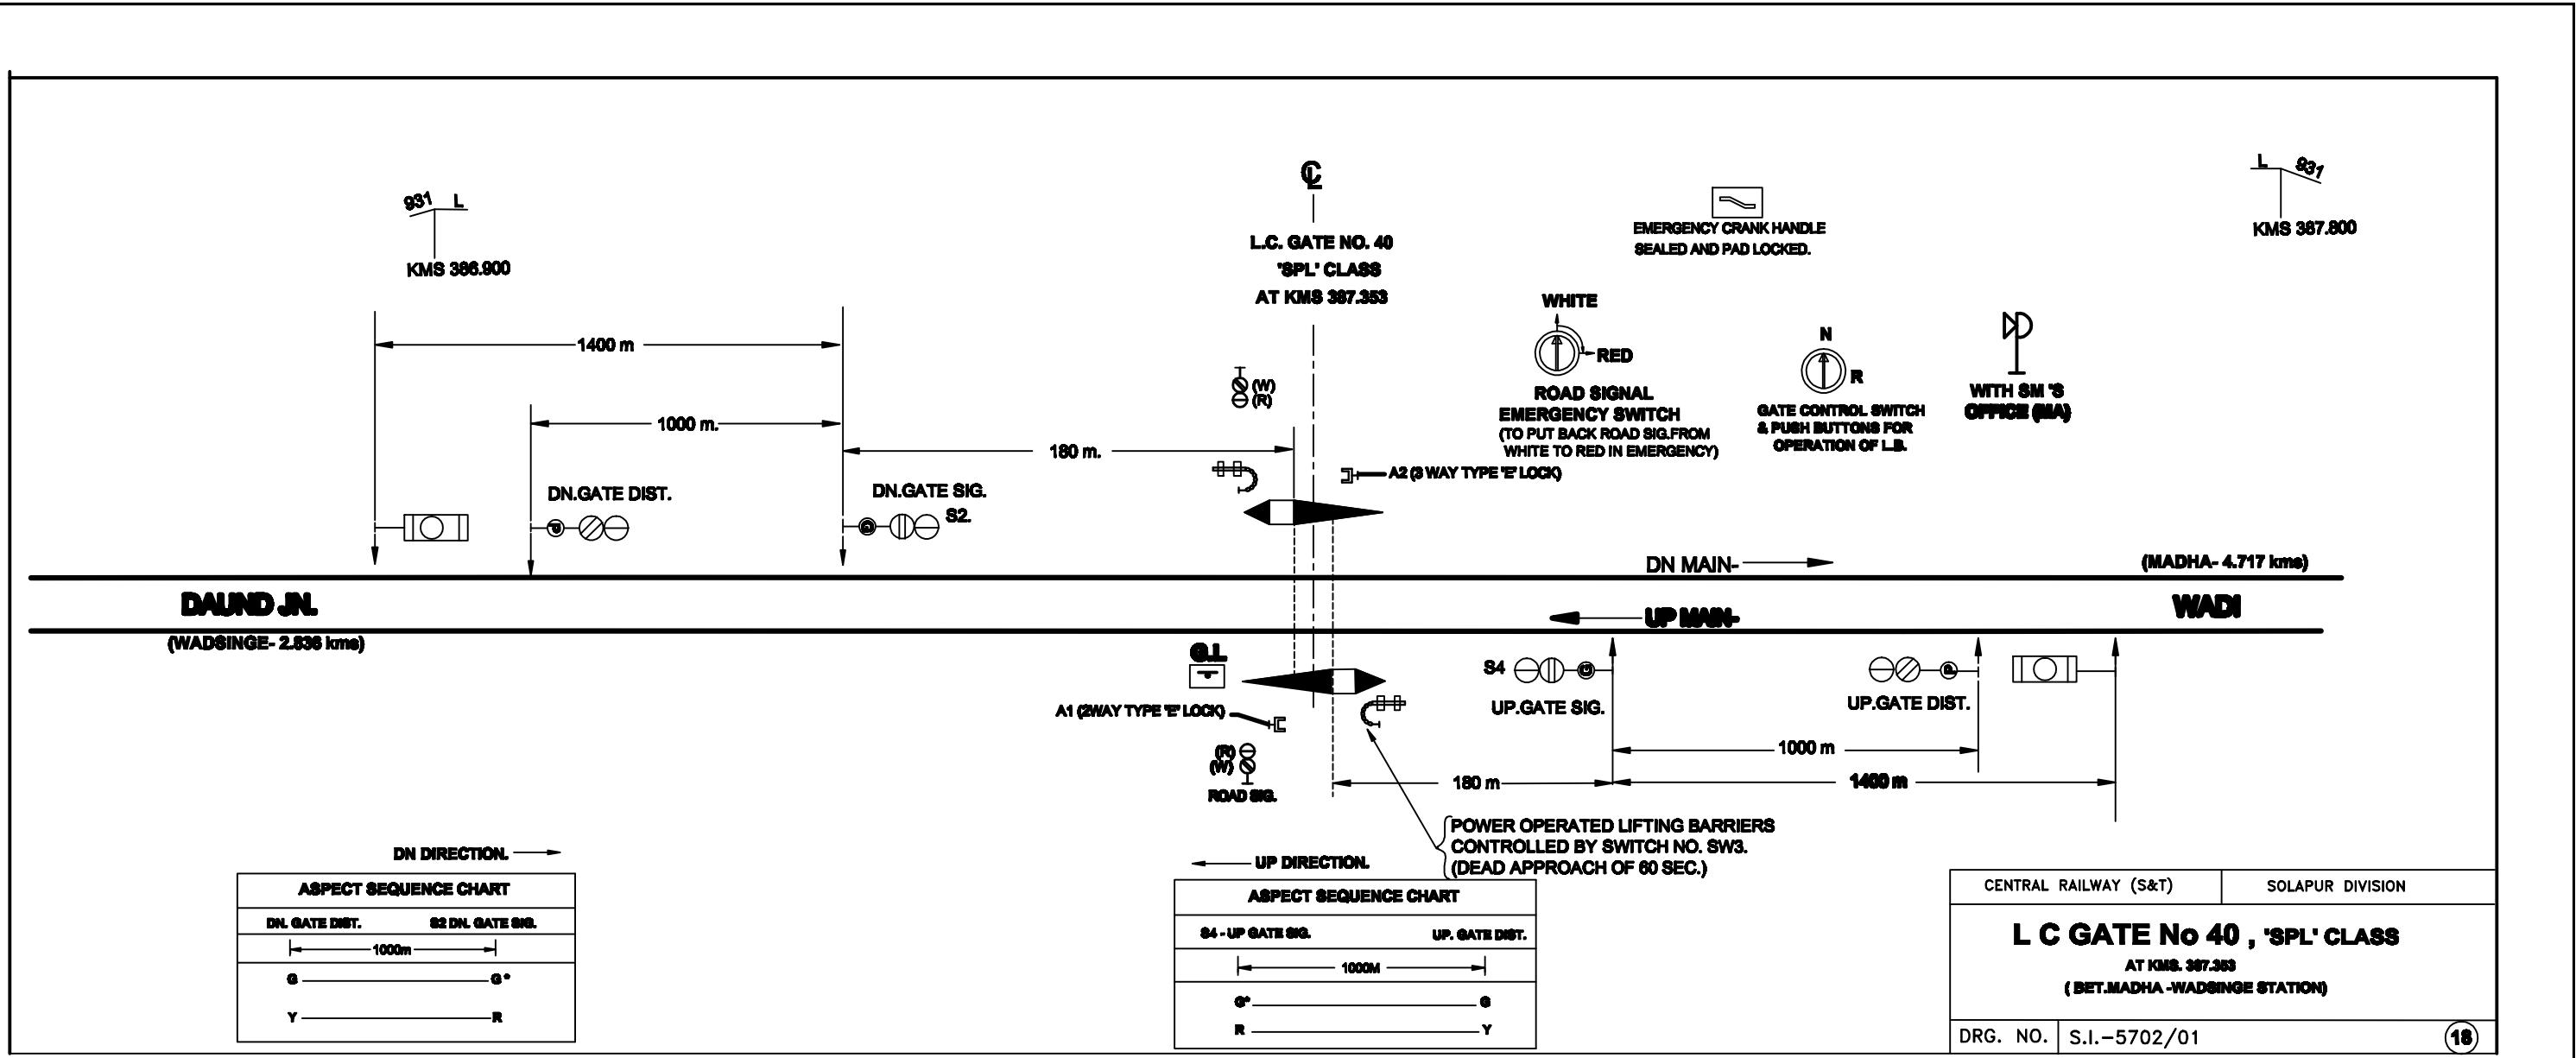 931 L
KMS 386.900
CL
L.C. GATE NO. 40
'SPL' CLASS
AT KMS 387.353
EMERGENCY CRANK HANDLE
SEALED AND PAD LOCKED.
L 931
KMS 387.800
1400 m
1000 m.
180 m.
(W)
(R)
WHITE
RED
ROAD SIGNAL
EMERGENCY SWITCH
(TO PUT BACK ROAD SIG.FROM
WHITE TO RED IN EMERGENCY)
N
R
GATE CONTROL SWITCH
& PUSH BUTTONS FOR
OPERATION OF L.B.
WITH SM 'S
OFFICE (MA)
A2 (3 WAY TYPE 'E' LOCK)
DN.GATE DIST.
P
DN.GATE SIG.
G
S2.
DN MAIN-
(MADHA- 4.717 kms)
DAUND JN.
UP MAIN-
WADI
(WADSINGE- 2.836 kms)
G.L
A1 (2WAY TYPE 'E' LOCK)
(R)
(W)
ROAD SIG.
S4
G
UP.GATE SIG.
P
UP.GATE DIST.
1000 m
180 m
1400 m
POWER OPERATED LIFTING BARRIERS
CONTROLLED BY SWITCH NO. SW3.
(DEAD APPROACH OF 60 SEC.)
DN DIRECTION.
ASPECT SEQUENCE CHART
DN. GATE DIST. S2 DN. GATE SIG.
1000m
G G*
Y R
UP DIRECTION.
ASPECT SEQUENCE CHART
S4 - UP GATE SIG. UP. GATE DIST.
1000M
G* G
R Y
CENTRAL RAILWAY (S&T) SOLAPUR DIVISION
L C GATE No 40 , 'SPL' CLASS
AT KMS. 387.353
( BET.MADHA -WADSINGE STATION)
DRG. NO. S.I.-5702/01 18